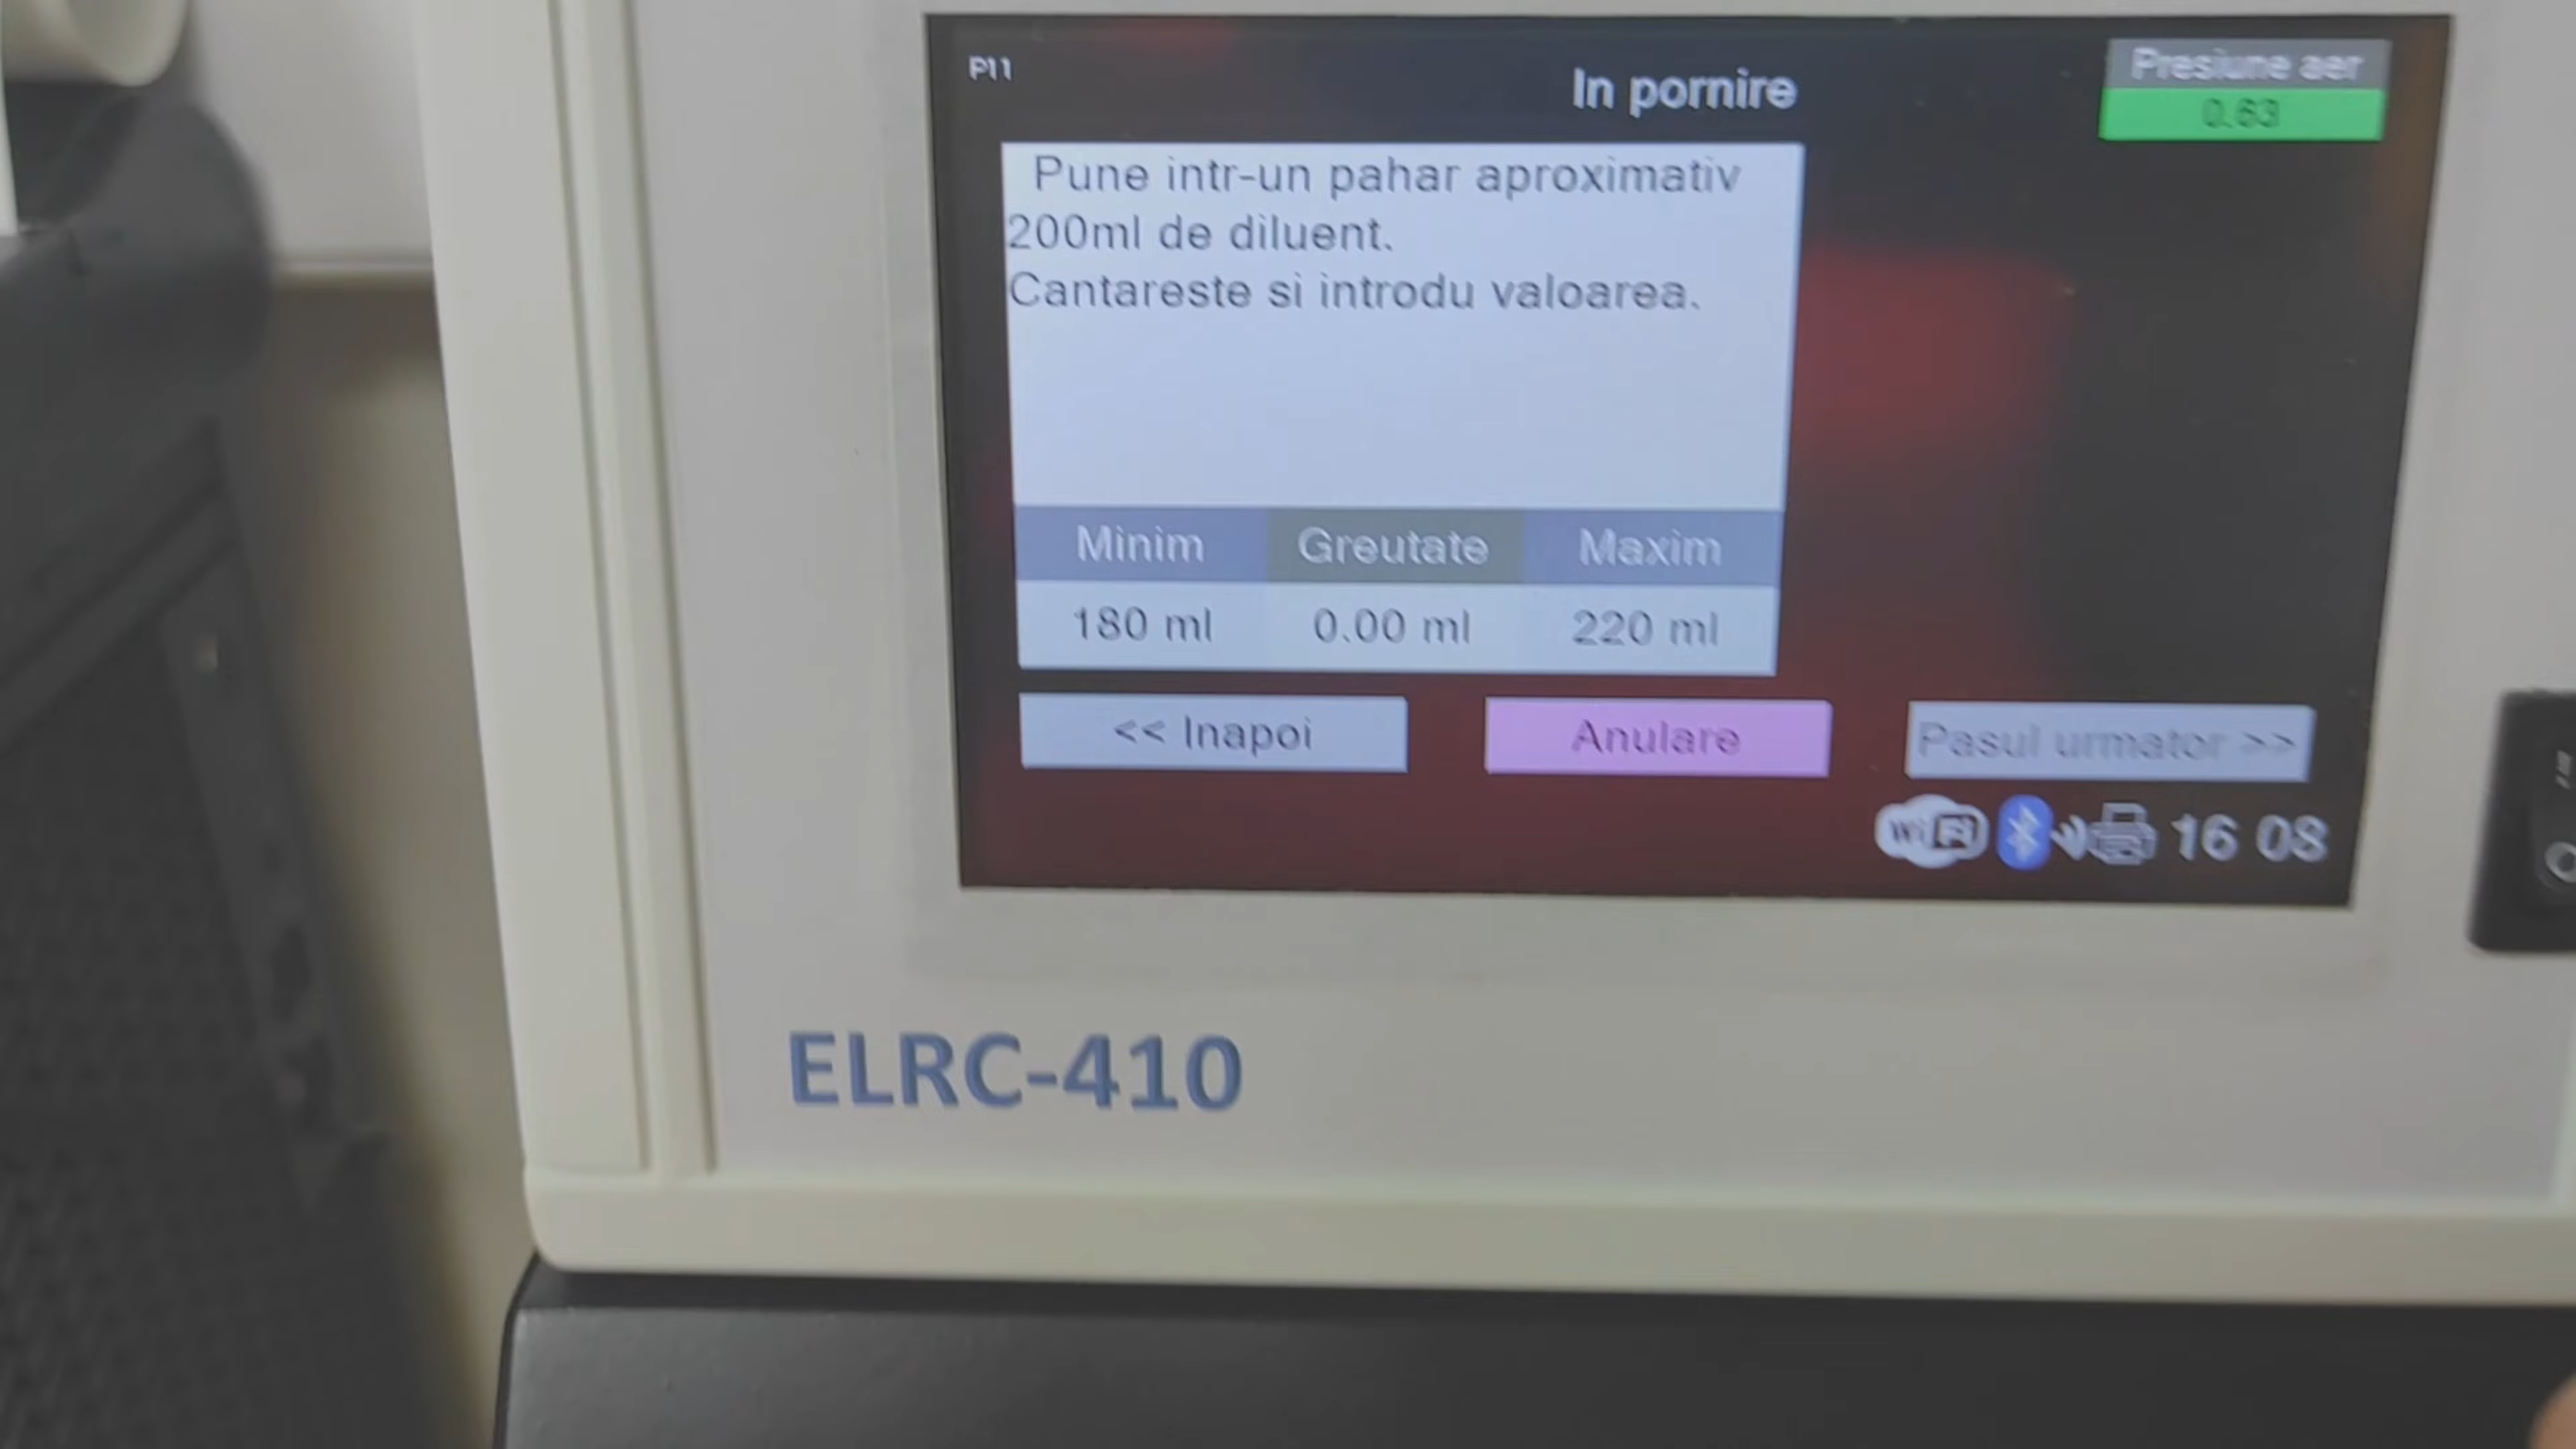 P11
In pornire
Presiune aer
0.63
Pune intr-un pahar aproximativ
200ml de diluent.
Cantareste si introdu valoarea.
Minim Greutate Maxim
180 ml 0.00 ml 220 ml
<< Inapoi Anulare Pasul urmator >>
WiFi 16 08
ELRC-410